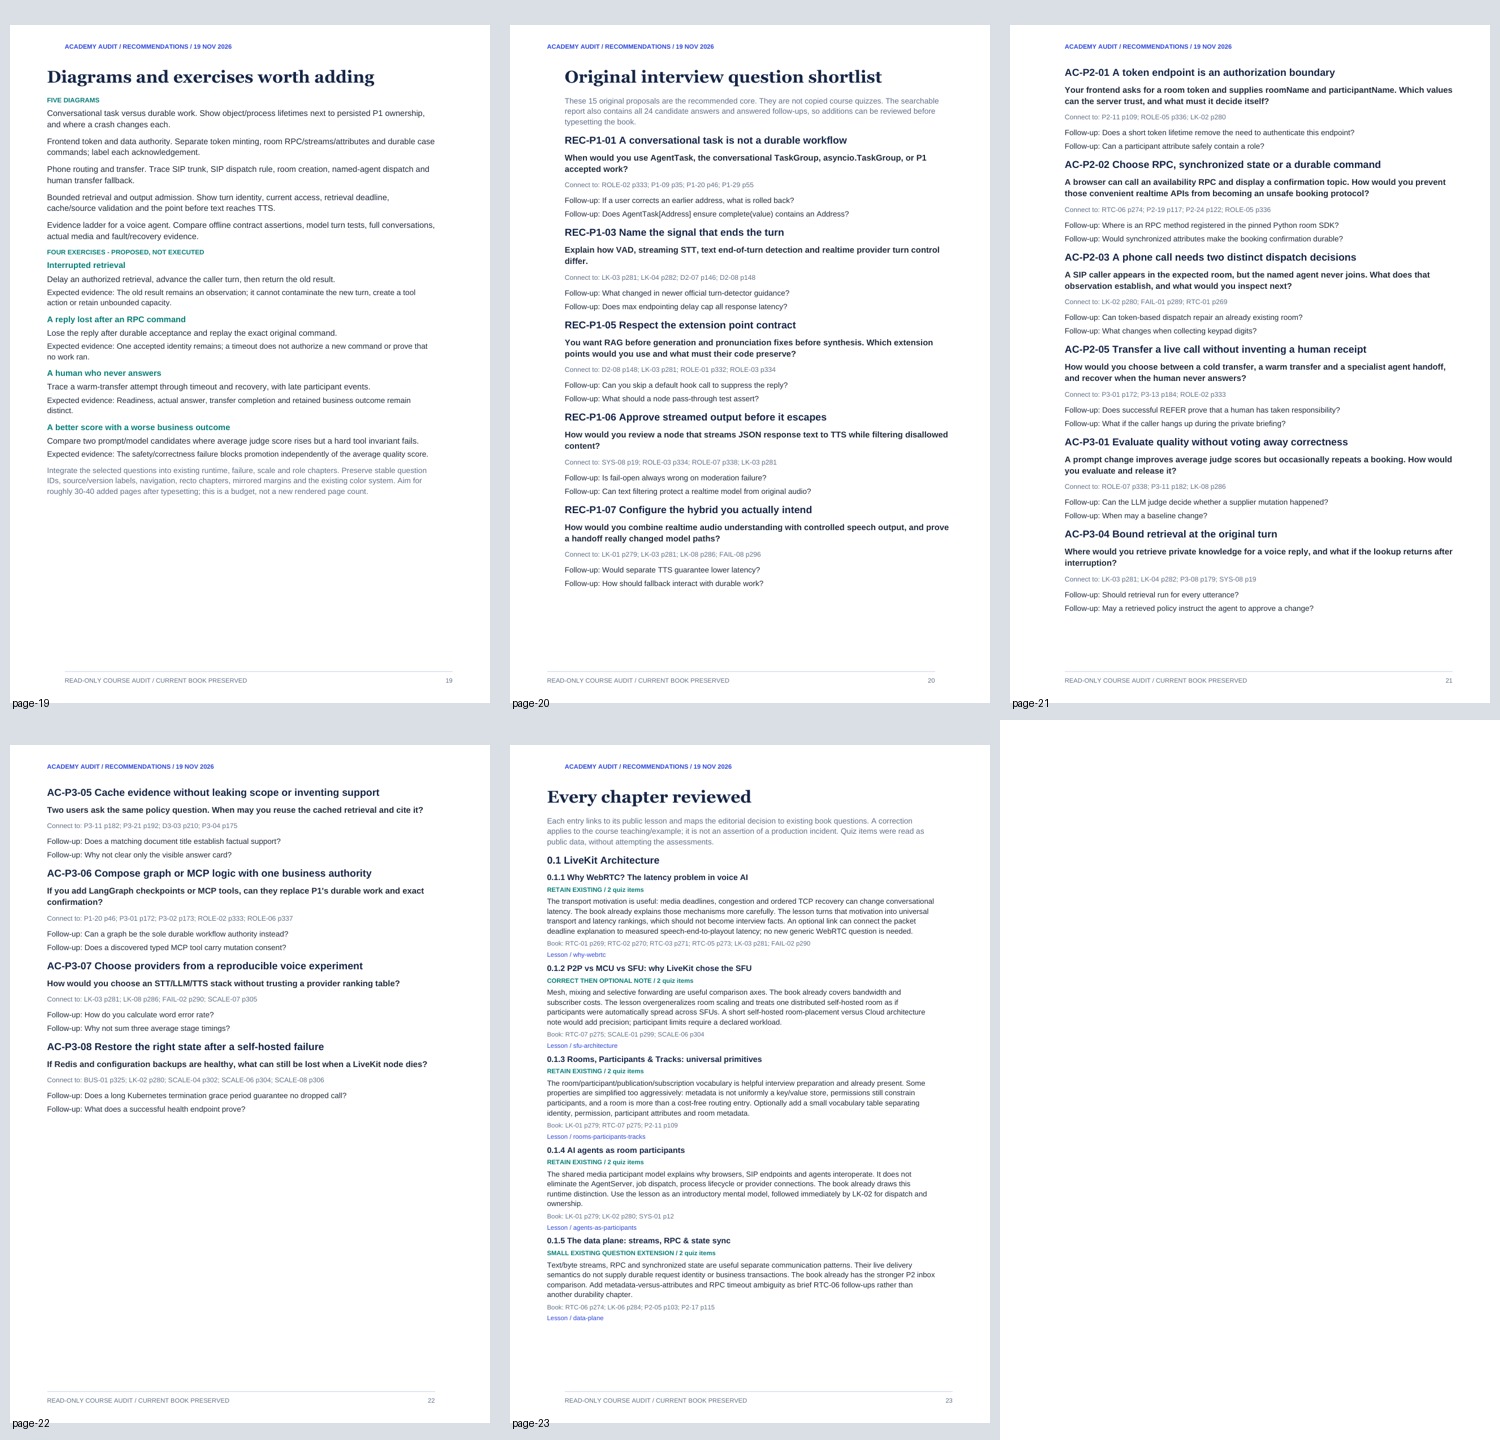 ACADEMY AUDIT / RECOMMENDATIONS / 19 NOV 2026
Diagrams and exercises worth adding
FIVE DIAGRAMS
Conversational task versus durable work. Show object/process lifetimes next to persisted P1 ownership,
and where a crash changes each.
Frontend token and data authority. Separate token minting, room RPC/streams/attributes and durable case
commands; label each acknowledgement.
Phone routing and transfer. Trace SIP trunk, SIP dispatch rule, room creation, named-agent dispatch and
human transfer fallback.
Bounded retrieval and output admission. Show turn identity, current access, retrieval deadline,
cache/source validation and the point before text reaches TTS.
Evidence ladder for a voice agent. Compare offline contract assertions, model turn tests, full conversations,
actual media and fault/recovery evidence.
FOUR EXERCISES - PROPOSED, NOT EXECUTED
Interrupted retrieval
Delay an authorized retrieval, advance the caller turn, then return the old result.
Expected evidence: The old result remains an observation; it cannot contaminate the new turn, create a tool
action or retain unbounded capacity.
A reply lost after an RPC command
Lose the reply after durable acceptance and replay the exact original command.
Expected evidence: One accepted identity remains; a timeout does not authorize a new command or prove that
no work ran.
A human who never answers
Trace a warm-transfer attempt through timeout and recovery, with late participant events.
Expected evidence: Readiness, actual answer, transfer completion and retained business outcome remain
distinct.
A better score with a worse business outcome
Compare two prompt/model candidates where average judge score rises but a hard tool invariant fails.
Expected evidence: The safety/correctness failure blocks promotion independently of the average quality score.
Integrate the selected questions into existing runtime, failure, scale and role chapters. Preserve stable question
IDs, source/version labels, navigation, recto chapters, mirrored margins and the existing color system. Aim for
roughly 30-40 added pages after typesetting; this is a budget, not a new rendered page count.
READ-ONLY COURSE AUDIT / CURRENT BOOK PRESERVED
19
page-19
ACADEMY AUDIT / RECOMMENDATIONS / 19 NOV 2026
Original interview question shortlist
These 15 original proposals are the recommended core. They are not copied course quizzes. The searchable
report also contains all 24 candidate answers and answered follow-ups, so additions can be reviewed before
typesetting the book.
REC-P1-01 A conversational task is not a durable workflow
When would you use AgentTask, the conversational TaskGroup, asyncio.TaskGroup, or P1
accepted work?
Connect to: ROLE-02 p333; P1-09 p35; P1-20 p46; P1-29 p55
Follow-up: If a user corrects an earlier address, what is rolled back?
Follow-up: Does AgentTask[Address] ensure complete(value) contains an Address?
REC-P1-03 Name the signal that ends the turn
Explain how VAD, streaming STT, text end-of-turn detection and realtime provider turn control
differ.
Connect to: LK-03 p281; LK-04 p282; D2-07 p146; D2-08 p148
Follow-up: What changed in newer official turn-detector guidance?
Follow-up: Does max endpointing delay cap all response latency?
REC-P1-05 Respect the extension point contract
You want RAG before generation and pronunciation fixes before synthesis. Which extension
points would you use and what must their code preserve?
Connect to: D2-08 p148; LK-03 p281; ROLE-01 p332; ROLE-03 p334
Follow-up: Can you skip a default hook call to suppress the reply?
Follow-up: What should a node pass-through test assert?
REC-P1-06 Approve streamed output before it escapes
How would you review a node that streams JSON response text to TTS while filtering disallowed
content?
Connect to: SYS-08 p19; ROLE-03 p334; ROLE-07 p338; LK-03 p281
Follow-up: Is fail-open always wrong on moderation failure?
Follow-up: Can text filtering protect a realtime model from original audio?
REC-P1-07 Configure the hybrid you actually intend
How would you combine realtime audio understanding with controlled speech output, and prove
a handoff really changed model paths?
Connect to: LK-01 p279; LK-03 p281; LK-08 p286; FAIL-08 p296
Follow-up: Would separate TTS guarantee lower latency?
Follow-up: How should fallback interact with durable work?
READ-ONLY COURSE AUDIT / CURRENT BOOK PRESERVED
20
page-20
ACADEMY AUDIT / RECOMMENDATIONS / 19 NOV 2026
AC-P2-01 A token endpoint is an authorization boundary
Your frontend asks for a room token and supplies roomName and participantName. Which values
can the server trust, and what must it decide itself?
Connect to: P2-11 p109; ROLE-05 p336; LK-02 p280
Follow-up: Does a short token lifetime remove the need to authenticate this endpoint?
Follow-up: Can a participant attribute safely contain a role?
AC-P2-02 Choose RPC, synchronized state or a durable command
A browser can call an availability RPC and display a confirmation topic. How would you prevent
those convenient realtime APIs from becoming an unsafe booking protocol?
Connect to: RTC-06 p274; P2-19 p117; P2-24 p122; ROLE-05 p336
Follow-up: Where is an RPC method registered in the pinned Python room SDK?
Follow-up: Would synchronized attributes make the booking confirmation durable?
AC-P2-03 A phone call needs two distinct dispatch decisions
A SIP caller appears in the expected room, but the named agent never joins. What does that
observation establish, and what would you inspect next?
Connect to: LK-02 p280; FAIL-01 p289; RTC-01 p269
Follow-up: Can token-based dispatch repair an already existing room?
Follow-up: What changes when collecting keypad digits?
AC-P2-05 Transfer a live call without inventing a human receipt
How would you choose between a cold transfer, a warm transfer and a specialist agent handoff,
and recover when the human never answers?
Connect to: P3-01 p172; P3-13 p184; ROLE-02 p333
Follow-up: Does successful REFER prove that a human has taken responsibility?
Follow-up: What if the caller hangs up during the private briefing?
AC-P3-01 Evaluate quality without voting away correctness
A prompt change improves average judge scores but occasionally repeats a booking. How would
you evaluate and release it?
Connect to: ROLE-07 p338; P3-11 p182; LK-08 p286
Follow-up: Can the LLM judge decide whether a supplier mutation happened?
Follow-up: When may a baseline change?
AC-P3-04 Bound retrieval at the original turn
Where would you retrieve private knowledge for a voice reply, and what if the lookup returns after
interruption?
Connect to: LK-03 p281; LK-04 p282; P3-08 p179; SYS-08 p19
Follow-up: Should retrieval run for every utterance?
Follow-up: May a retrieved policy instruct the agent to approve a change?
READ-ONLY COURSE AUDIT / CURRENT BOOK PRESERVED
21
page-21
ACADEMY AUDIT / RECOMMENDATIONS / 19 NOV 2026
AC-P3-05 Cache evidence without leaking scope or inventing support
Two users ask the same policy question. When may you reuse the cached retrieval and cite it?
Connect to: P3-11 p182; P3-21 p192; D3-03 p210; P3-04 p175
Follow-up: Does a matching document title establish factual support?
Follow-up: Why not clear only the visible answer card?
AC-P3-06 Compose graph or MCP logic with one business authority
If you add LangGraph checkpoints or MCP tools, can they replace P1's durable work and exact
confirmation?
Connect to: P1-20 p46; P3-01 p172; P3-02 p173; ROLE-02 p333; ROLE-06 p337
Follow-up: Can a graph be the sole durable workflow authority instead?
Follow-up: Does a discovered typed MCP tool carry mutation consent?
AC-P3-07 Choose providers from a reproducible voice experiment
How would you choose an STT/LLM/TTS stack without trusting a provider ranking table?
Connect to: LK-03 p281; LK-08 p286; FAIL-02 p290; SCALE-07 p305
Follow-up: How do you calculate word error rate?
Follow-up: Why not sum three average stage timings?
AC-P3-08 Restore the right state after a self-hosted failure
If Redis and configuration backups are healthy, what can still be lost when a LiveKit node dies?
Connect to: BUS-01 p325; LK-02 p280; SCALE-04 p302; SCALE-06 p304; SCALE-08 p306
Follow-up: Does a long Kubernetes termination grace period guarantee no dropped call?
Follow-up: What does a successful health endpoint prove?
READ-ONLY COURSE AUDIT / CURRENT BOOK PRESERVED
22
page-22
ACADEMY AUDIT / RECOMMENDATIONS / 19 NOV 2026
Every chapter reviewed
Each entry links to its public lesson and maps the editorial decision to existing book questions. A correction
applies to the course teaching/example; it is not an assertion of a production incident. Quiz items were read as
public data, without attempting the assessments.
0.1 LiveKit Architecture
0.1.1 Why WebRTC? The latency problem in voice AI
RETAIN EXISTING / 2 quiz items
The transport motivation is useful: media deadlines, congestion and ordered TCP recovery can change conversational
latency. The book already explains those mechanisms more carefully. The lesson turns that motivation into universal
transport and latency rankings, which should not become interview facts. An optional link can connect the packet
deadline explanation to measured speech-end-to-playout latency; no new generic WebRTC question is needed.
Book: RTC-01 p269; RTC-02 p270; RTC-03 p271; RTC-05 p273; LK-03 p281; FAIL-02 p290
Lesson / why-webrtc
0.1.2 P2P vs MCU vs SFU: why LiveKit chose the SFU
CORRECT THEN OPTIONAL NOTE / 2 quiz items
Mesh, mixing and selective forwarding are useful comparison axes. The book already covers bandwidth and
subscriber costs. The lesson overgeneralizes room scaling and treats one distributed self-hosted room as if
participants were automatically spread across SFUs. A short self-hosted room-placement versus Cloud architecture
note would add precision; participant limits require a declared workload.
Book: RTC-07 p275; SCALE-01 p299; SCALE-06 p304
Lesson / sfu-architecture
0.1.3 Rooms, Participants & Tracks: universal primitives
RETAIN EXISTING / 2 quiz items
The room/participant/publication/subscription vocabulary is helpful interview preparation and already present. Some
properties are simplified too aggressively: metadata is not uniformly a key/value store, permissions still constrain
participants, and a room is more than a cost-free routing entry. Optionally add a small vocabulary table separating
identity, permission, participant attributes and room metadata.
Book: LK-01 p279; RTC-07 p275; P2-11 p109
Lesson / rooms-participants-tracks
0.1.4 AI agents as room participants
RETAIN EXISTING / 2 quiz items
The shared media participant model explains why browsers, SIP endpoints and agents interoperate. It does not
eliminate the AgentServer, job dispatch, process lifecycle or provider connections. The book already draws this
runtime distinction. Use the lesson as an introductory mental model, followed immediately by LK-02 for dispatch and
ownership.
Book: LK-01 p279; LK-02 p280; SYS-01 p12
Lesson / agents-as-participants
0.1.5 The data plane: streams, RPC & state sync
SMALL EXISTING QUESTION EXTENSION / 2 quiz items
Text/byte streams, RPC and synchronized state are useful separate communication patterns. Their live delivery
semantics do not supply durable request identity or business transactions. The book already has the stronger P2 inbox
comparison. Add metadata-versus-attributes and RPC timeout ambiguity as brief RTC-06 follow-ups rather than
another durability chapter.
Book: RTC-06 p274; LK-06 p284; P2-05 p103; P2-17 p115
Lesson / data-plane
READ-ONLY COURSE AUDIT / CURRENT BOOK PRESERVED
23
page-23